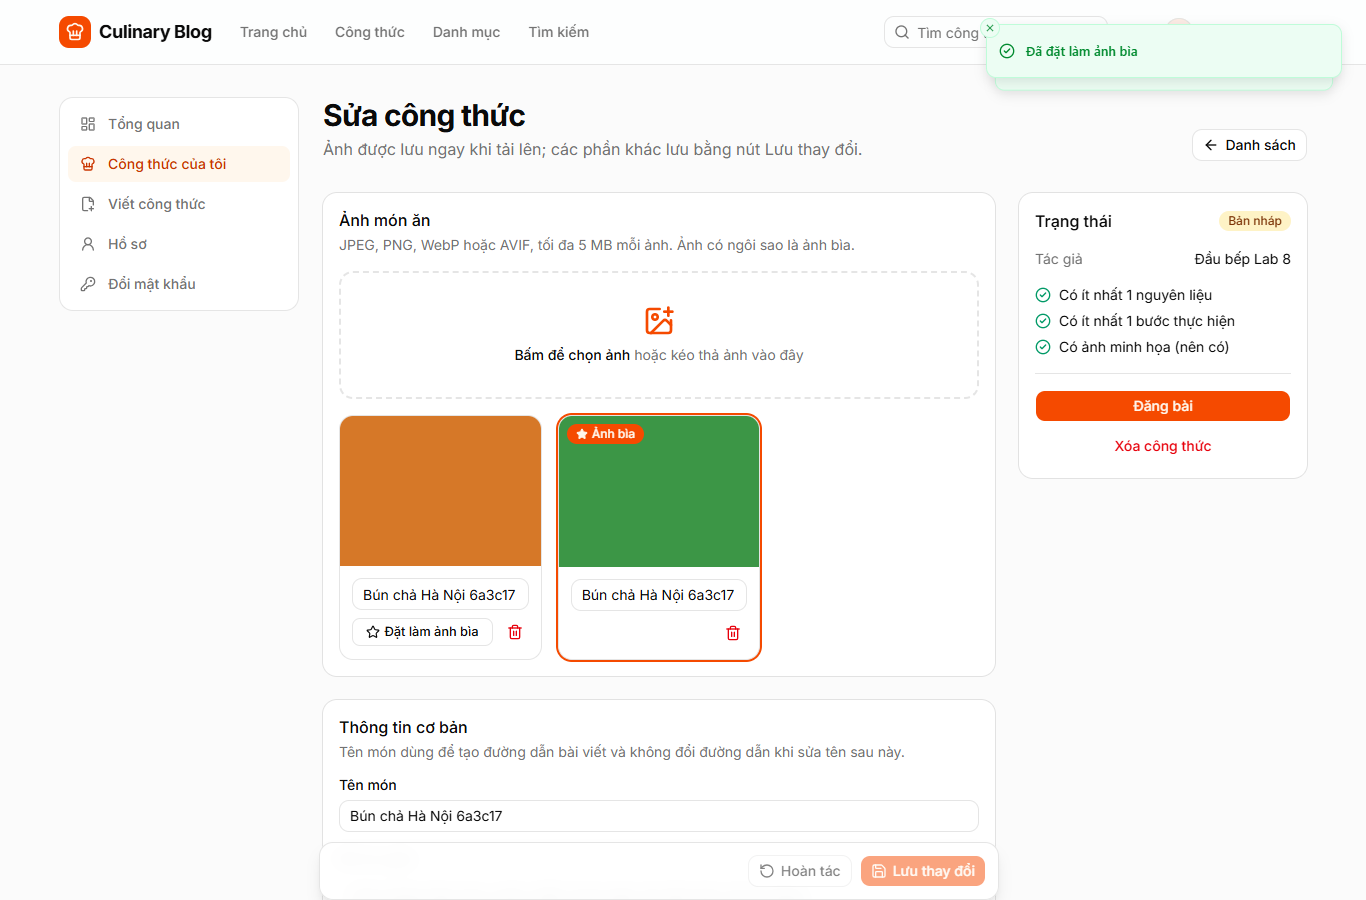 Culinary Blog
Trang chủ
Công thức
Danh mục
Tìm kiếm
Tìm công
Đã đặt làm ảnh bìa
Tổng quan
Công thức của tôi
Viết công thức
Hồ sơ
Đổi mật khẩu
Sửa công thức
Ảnh được lưu ngay khi tải lên; các phần khác lưu bằng nút Lưu thay đổi.
Danh sách
Ảnh món ăn
JPEG, PNG, WebP hoặc AVIF, tối đa 5 MB mỗi ảnh. Ảnh có ngôi sao là ảnh bìa.
Bấm để chọn ảnh hoặc kéo thả ảnh vào đây
Ảnh bìa
Bún chả Hà Nội 6a3c17
Bún chả Hà Nội 6a3c17
Đặt làm ảnh bìa
Trạng thái
Bản nháp
Tác giả
Đầu bếp Lab 8
Có ít nhất 1 nguyên liệu
Có ít nhất 1 bước thực hiện
Có ảnh minh họa (nên có)
Đăng bài
Xóa công thức
Thông tin cơ bản
Tên món dùng để tạo đường dẫn bài viết và không đổi đường dẫn khi sửa tên sau này.
Tên món
Bún chả Hà Nội 6a3c17
Hoàn tác
Lưu thay đổi